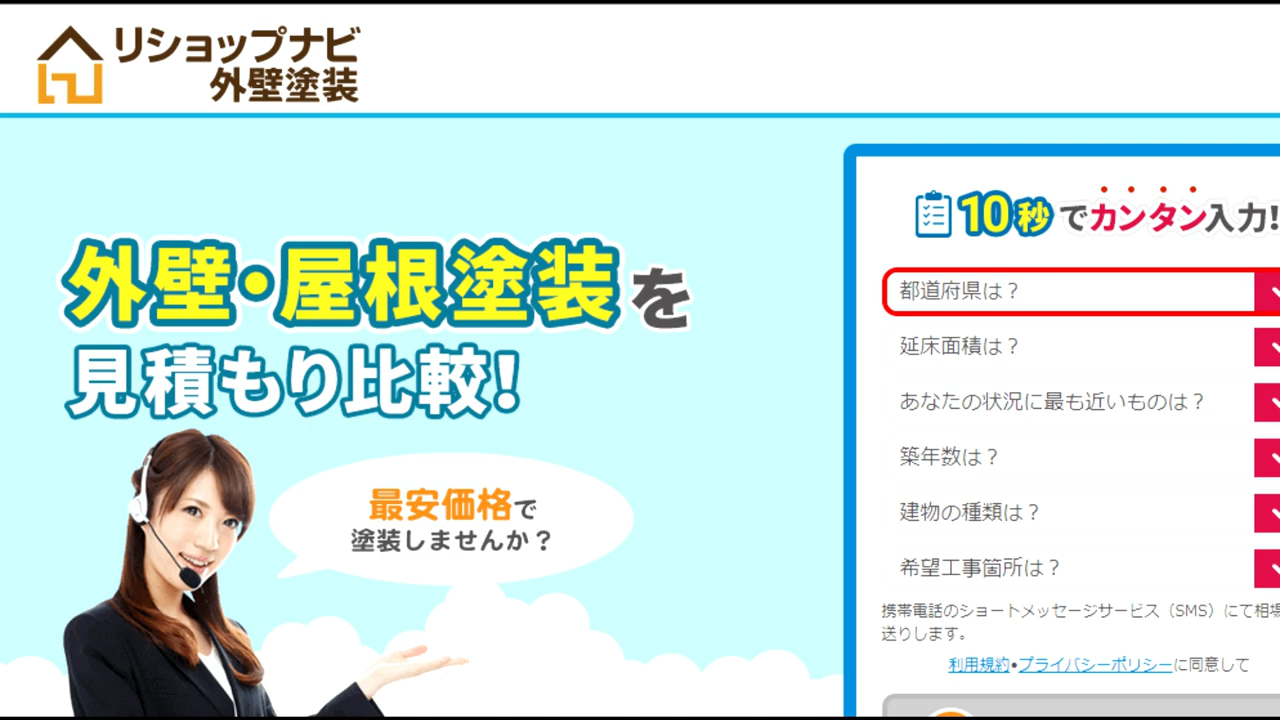 リショップナビ
外壁塗装
外壁・屋根塗装を
見積もり比較!
最安価格で
塗装しませんか？
10秒でカンタン入力!
都道府県は？
延床面積は？
あなたの状況に最も近いものは？
築年数は？
建物の種類は？
希望工事箇所は？
携帯電話のショートメッセージサービス（SMS）にて相場
送りします。
利用規約•プライバシーポリシーに同意して